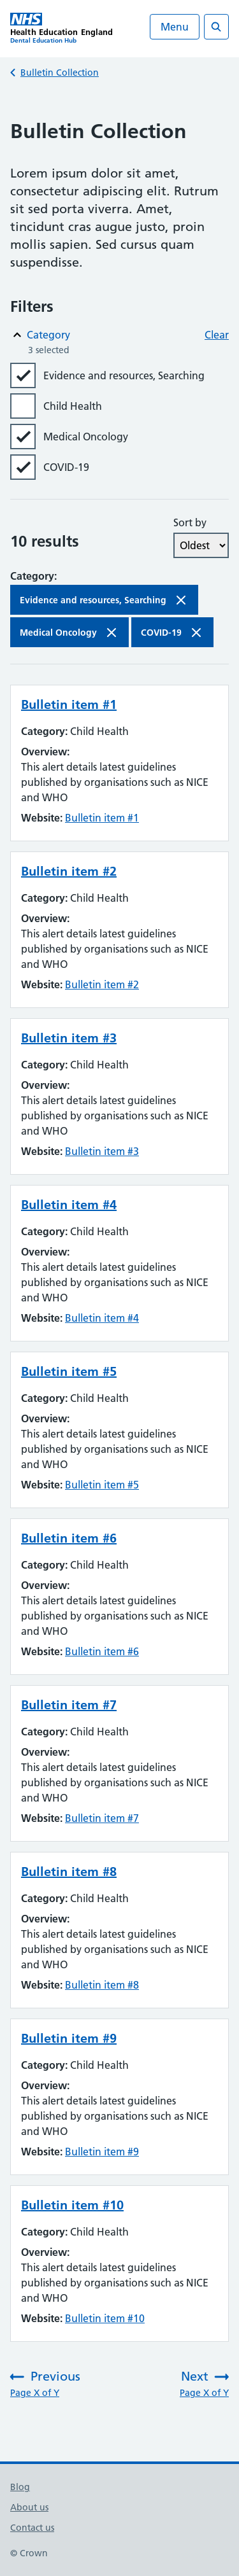 NHS
Health Education England
Dental Education Hub
Menu
Bulletin Collection
Bulletin Collection
Lorem ipsum dolor sit amet,
consectetur adipiscing elit. Rutrum
ut sed porta viverra. Amet,
tincidunt cras augue justo, proin
mollis sapien. Sed cursus quam
suspendisse.
Filters
Category
Clear
3 selected
Evidence and resources, Searching
Child Health
Medical Oncology
COVID-19
10 results
Sort by
Oldest
Category:
Evidence and resources, Searching
Medical Oncology
COVID-19
Bulletin item #1
Category: Child Health
Overview:
This alert details latest guidelines
published by organisations such as NICE
and WHO
Website: Bulletin item #1
Bulletin item #2
Category: Child Health
Overview:
This alert details latest guidelines
published by organisations such as NICE
and WHO
Website: Bulletin item #2
Bulletin item #3
Category: Child Health
Overview:
This alert details latest guidelines
published by organisations such as NICE
and WHO
Website: Bulletin item #3
Bulletin item #4
Category: Child Health
Overview:
This alert details latest guidelines
published by organisations such as NICE
and WHO
Website: Bulletin item #4
Bulletin item #5
Category: Child Health
Overview:
This alert details latest guidelines
published by organisations such as NICE
and WHO
Website: Bulletin item #5
Bulletin item #6
Category: Child Health
Overview:
This alert details latest guidelines
published by organisations such as NICE
and WHO
Website: Bulletin item #6
Bulletin item #7
Category: Child Health
Overview:
This alert details latest guidelines
published by organisations such as NICE
and WHO
Website: Bulletin item #7
Bulletin item #8
Category: Child Health
Overview:
This alert details latest guidelines
published by organisations such as NICE
and WHO
Website: Bulletin item #8
Bulletin item #9
Category: Child Health
Overview:
This alert details latest guidelines
published by organisations such as NICE
and WHO
Website: Bulletin item #9
Bulletin item #10
Category: Child Health
Overview:
This alert details latest guidelines
published by organisations such as NICE
and WHO
Website: Bulletin item #10
Previous
Page X of Y
Next
Page X of Y
Blog
About us
Contact us
© Crown